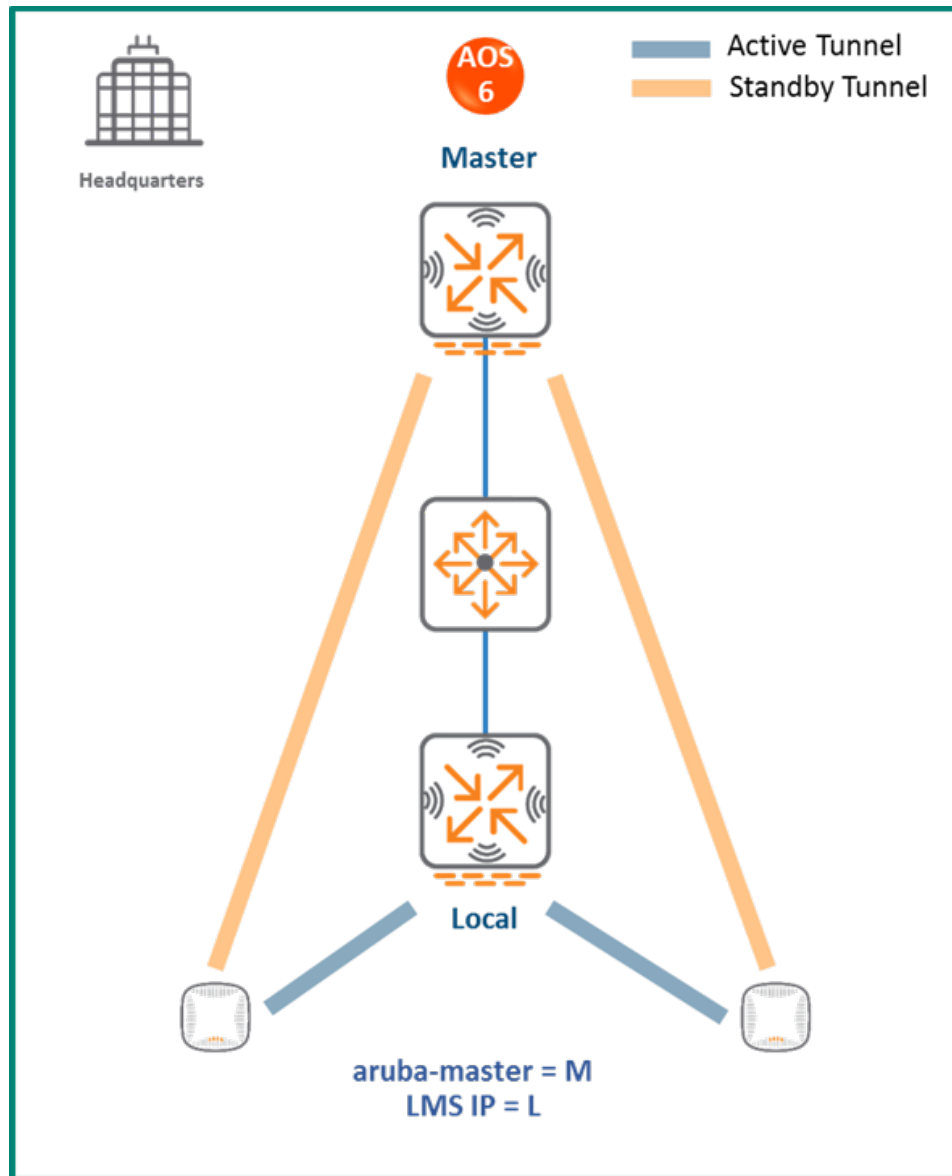 Headquarters
AOS
6
Active Tunnel
Standby Tunnel
Master
Local
aruba-master = M
LMS IP = L